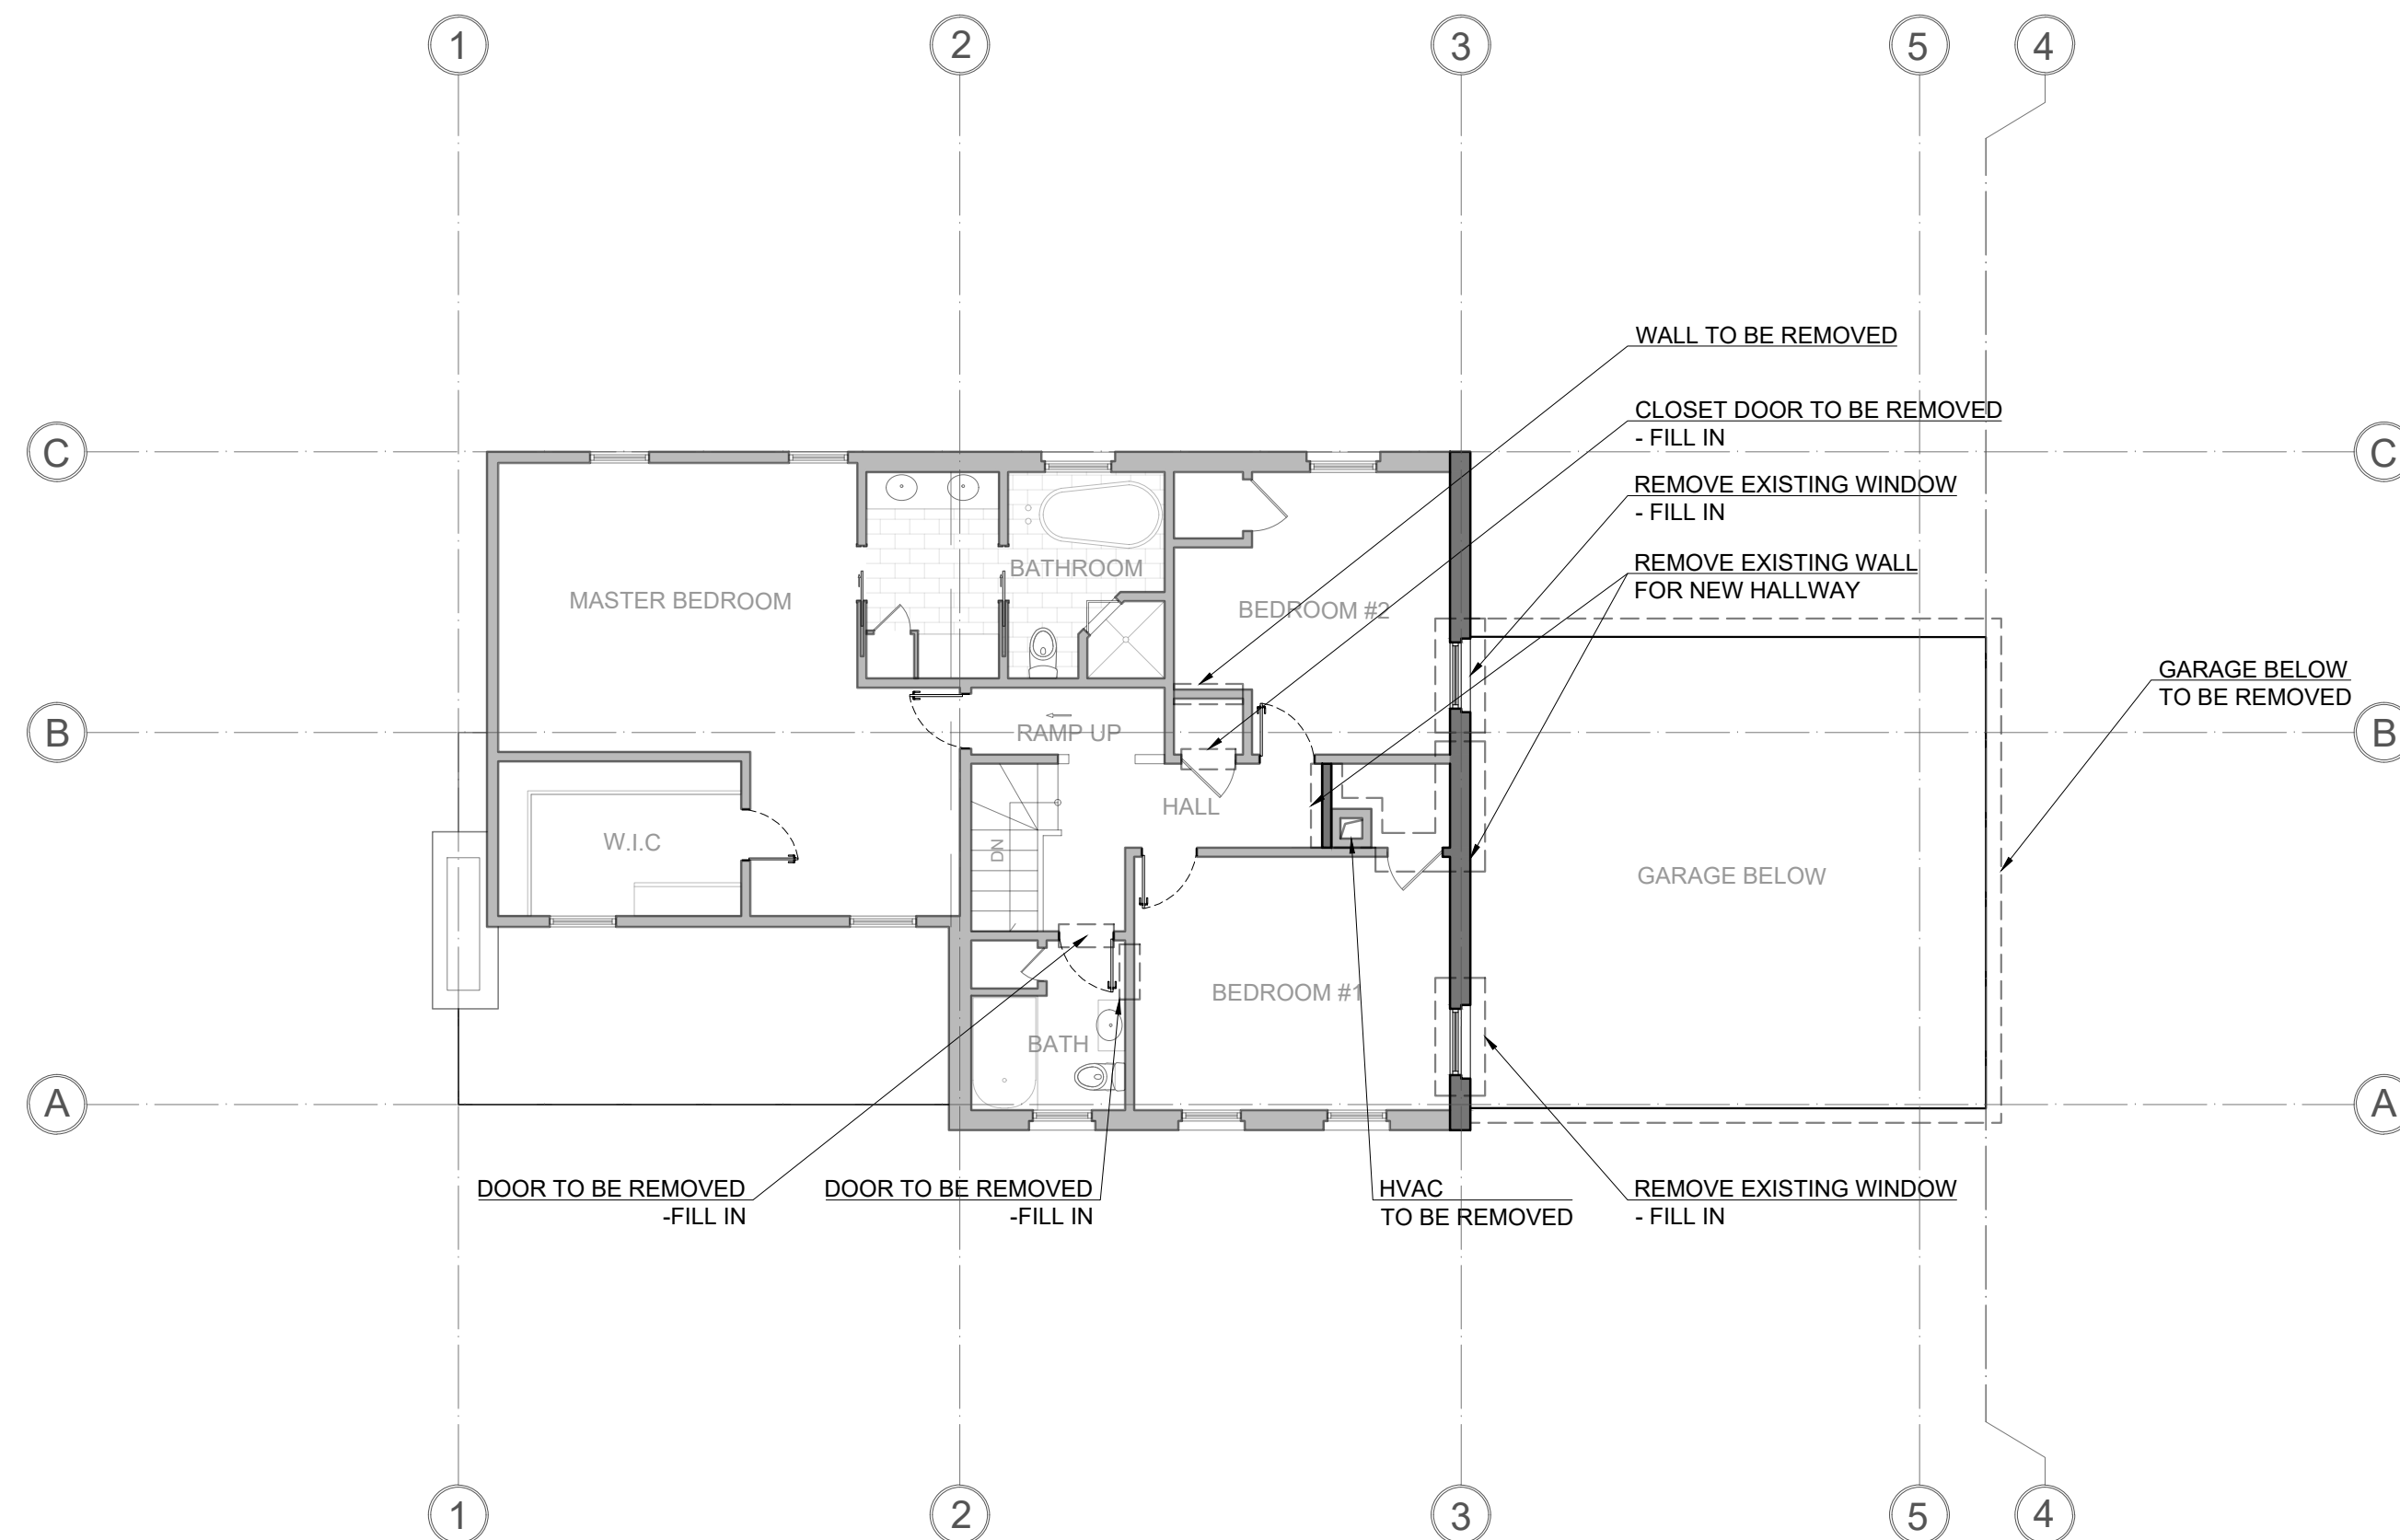 1
2
3
5
4
WALL TO BE REMOVED
CLOSET DOOR TO BE REMOVED
- FILL IN
C
C
REMOVE EXISTING WINDOW
- FILL IN
REMOVE EXISTING WALL
FOR NEW HALLWAY
BATHROOM
MASTER BEDROOM
BEDROOM #2
GARAGE BELOW
TO BE REMOVED
B
RAMP UP
B
HALL
W.I.C
DN
GARAGE BELOW
BEDROOM #1
BATH
A
A
DOOR TO BE REMOVED
-FILL IN
DOOR TO BE REMOVED
-FILL IN
HVAC
TO BE REMOVED
REMOVE EXISTING WINDOW
- FILL IN
1
2
3
5
4